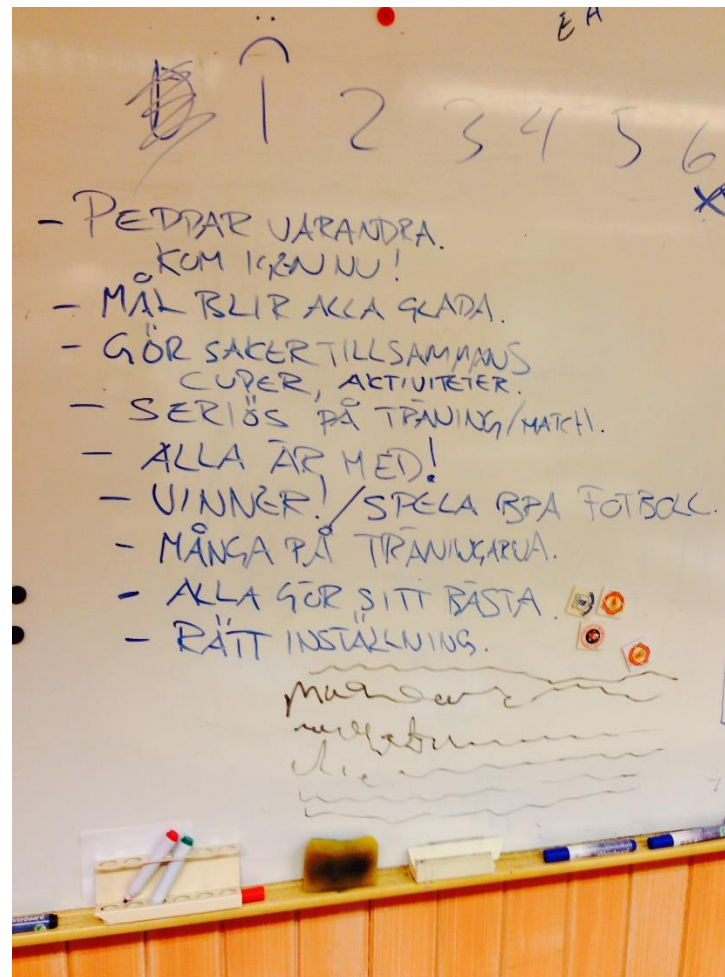 E A
1 2 3 4 5 6
X
- PEPPAR VARANDRA.
KOM IGEN NU!
- MÅL BLIR ALLA GLADA.
- GÖR SAKER TILLSAMMANS
CUPER, AKTIVITETER.
- SERIÖS PÅ TRÄNING/MATCH.
- ALLA ÄR MED!
- VINNER! / SPELA BRA FOTBOLL.
- MÅNGA PÅ TRÄNINGARNA.
- ALLA GÖR SITT BÄSTA.
- RÄTT INSTÄLLNING.